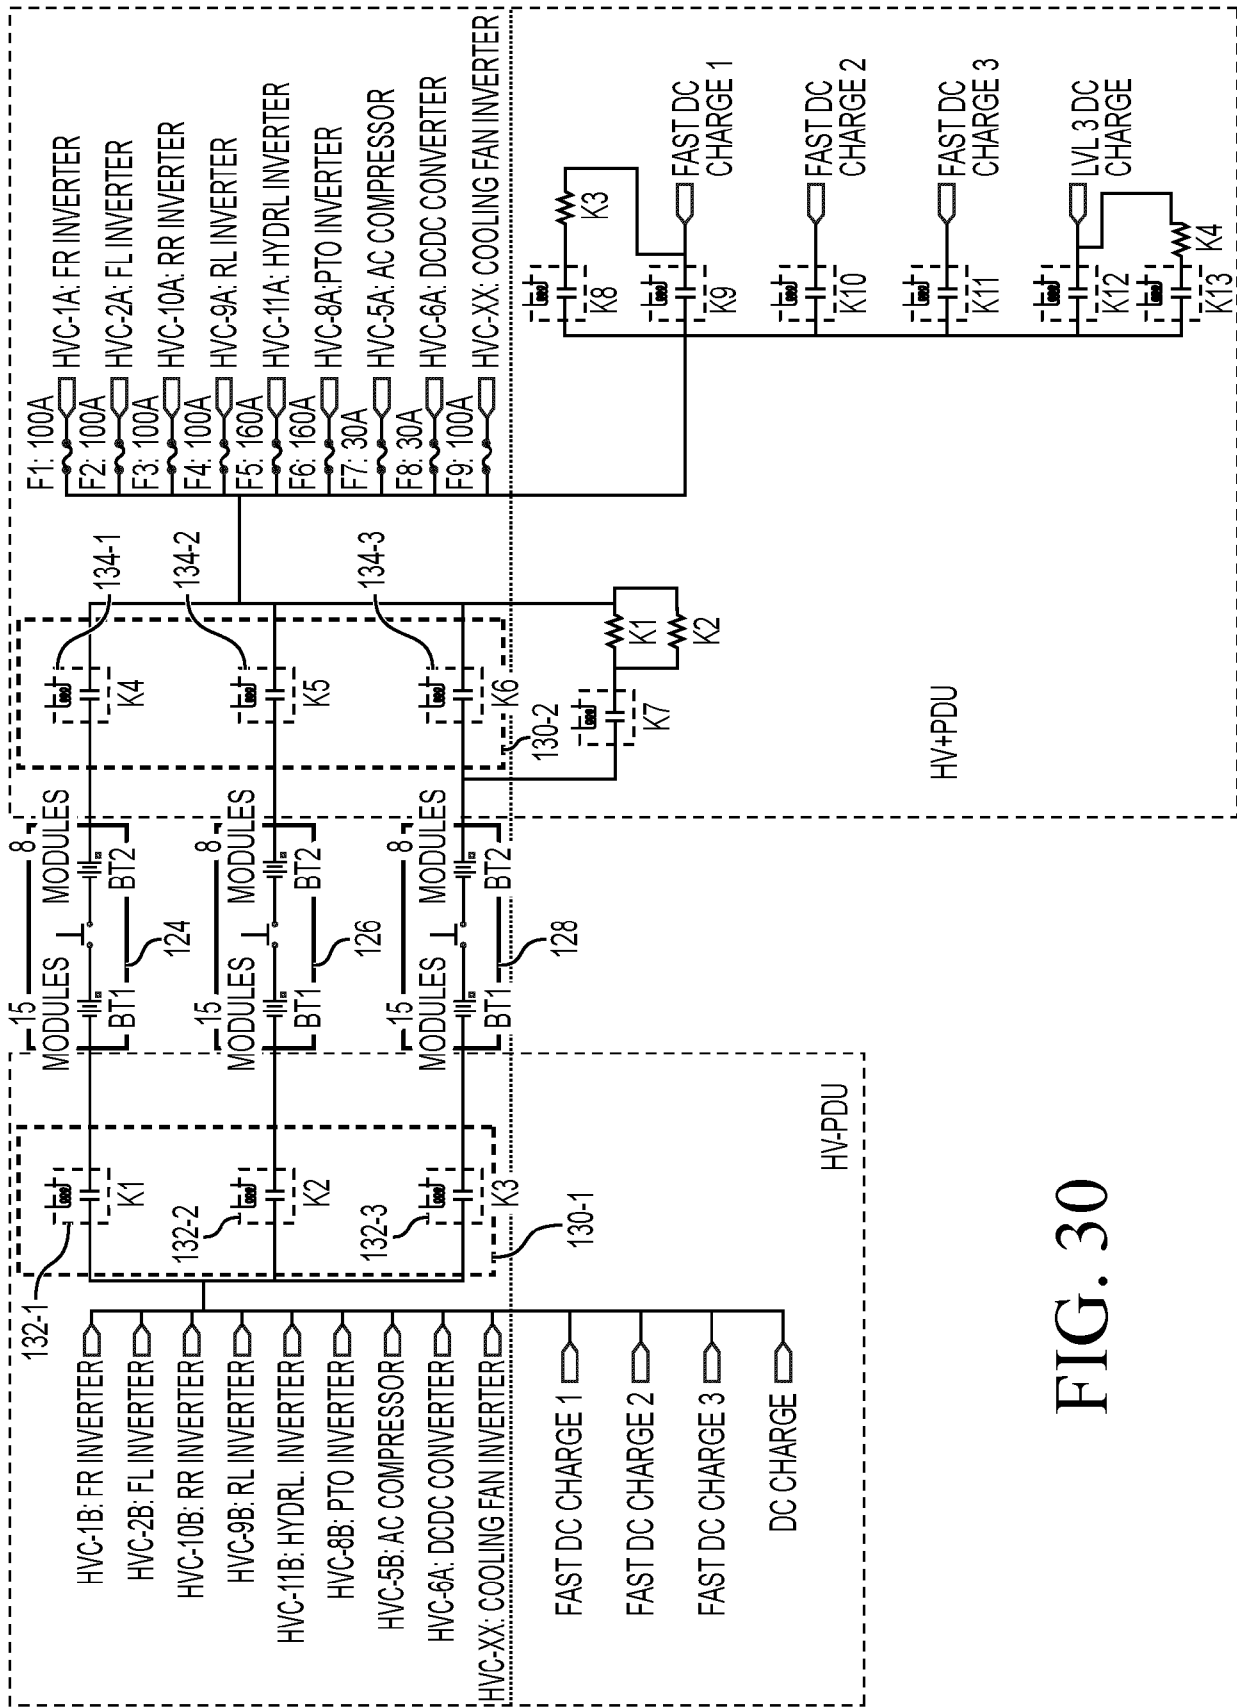 132-1
K1
132-2
K2
132-3
K3
130-1
HVC-1B: FR INVERTER
HVC-2B: FL INVERTER
HVC-10B: RR INVERTER
HVC-9B: RL INVERTER
HVC-11B: HYDRL. INVERTER
HVC-8B: PTO INVERTER
HVC-5B: AC COMPRESSOR
HVC-6A: DCDC CONVERTER
HVC-XX: COOLING FAN INVERTER
FAST DC CHARGE 1
FAST DC CHARGE 2
FAST DC CHARGE 3
DC CHARGE
HV-PDU
15
MODULES
8
MODULES
BT1
BT2
124
15
MODULES
8
MODULES
BT1
BT2
126
15
MODULES
8
MODULES
BT1
BT2
128
134-1
K4
134-2
K5
134-3
K6
130-2
K7
K1
K2
F1: 100A
HVC-1A: FR INVERTER
F2: 100A
HVC-2A: FL INVERTER
F3: 100A
HVC-10A: RR INVERTER
F4: 100A
HVC-9A: RL INVERTER
F5: 160A
HVC-11A: HYDRL INVERTER
F6: 160A
HVC-8A:PTO INVERTER
F7: 30A
HVC-5A: AC COMPRESSOR
F8: 30A
HVC-6A: DCDC CONVERTER
F9: 100A
HVC-XX: COOLING FAN INVERTER
K8
K3
K9
FAST DC
CHARGE 1
K10
FAST DC
CHARGE 2
K11
FAST DC
CHARGE 3
K12
LVL 3 DC
CHARGE
K13
K4
HV+PDU
FIG. 30